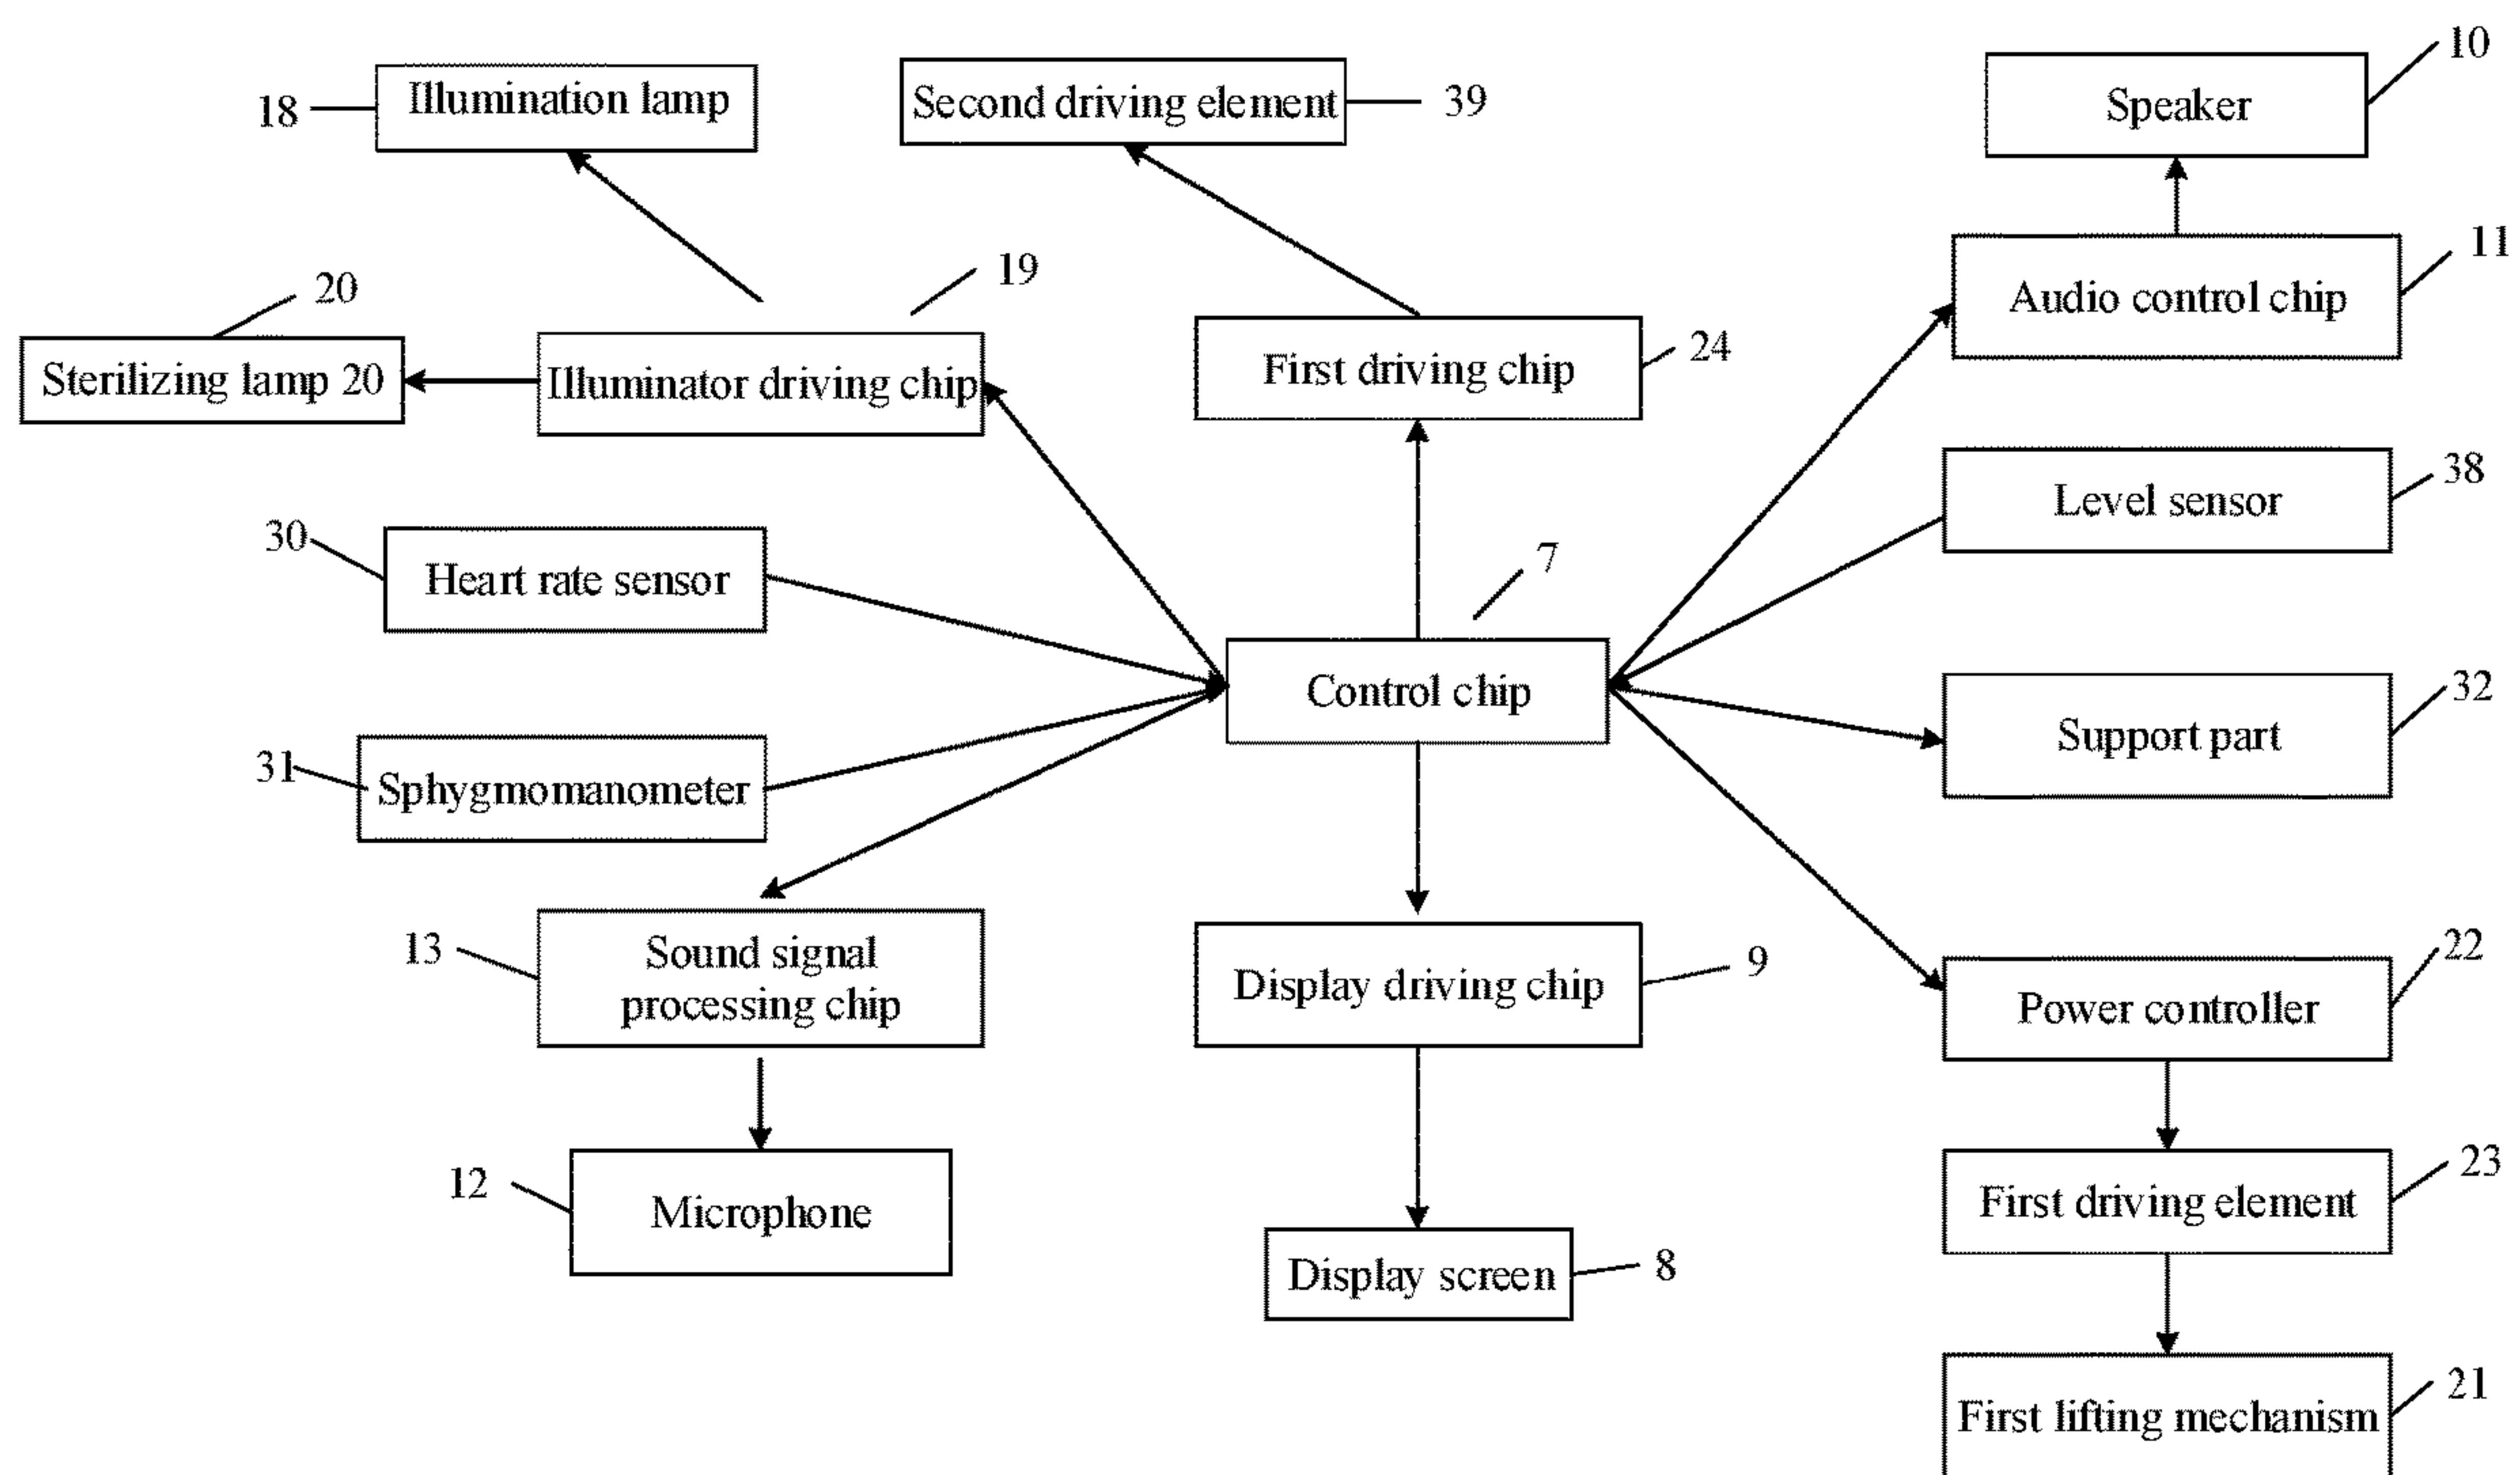 10
18
Illumination lamp
Second driving element
39
Speaker
11
19
20
Audio control chip
24
Sterilizing lamp 20
Illuminator driving chip
First driving chip
38
Level sensor
30
Heart rate sensor
7
32
Control chip
Support part
31
Sphygmomanometer
22
13
Sound signal
processing chip
9
Display driving chip
Power controller
23
12
Microphone
First driving element
8
Display screen
21
First lifting mechanism